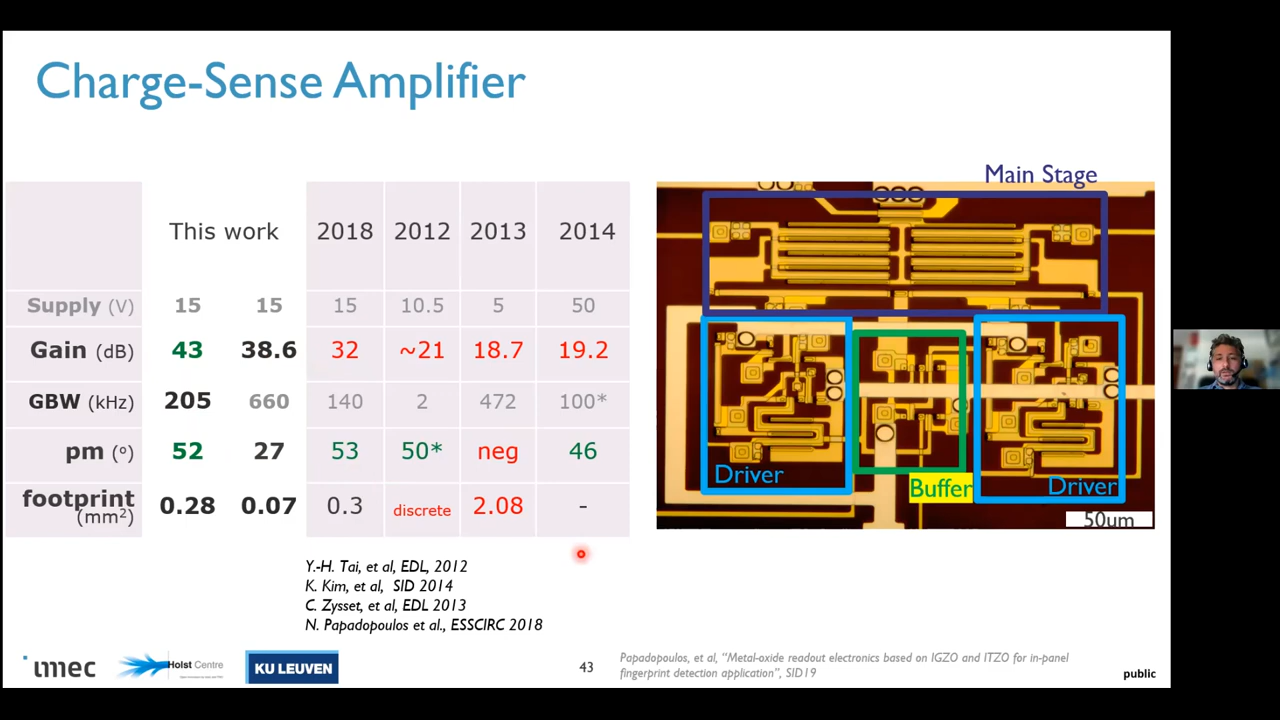 Charge-Sense Amplifier
This work 2018 2012 2013 2014
Supply (V) 15 15 15 10.5 5 50
Gain (dB) 43 38.6 32 ~21 18.7 19.2
GBW (kHz) 205 660 140 2 472 100*
pm (º) 52 27 53 50* neg 46
footprint (mm²) 0.28 0.07 0.3 discrete 2.08 -
Main Stage
Driver
Buffer
Driver
50um
Y.-H. Tai, et al, EDL, 2012
K. Kim, et al, SID 2014
C. Zysset, et al, EDL 2013
N. Papadopoulos et al., ESSCIRC 2018
imec
Holst Centre
KU LEUVEN
43
Papadopoulos, et al, “Metal-oxide readout electronics based on IGZO and ITZO for in-panel
fingerprint detection application”, SID19
public